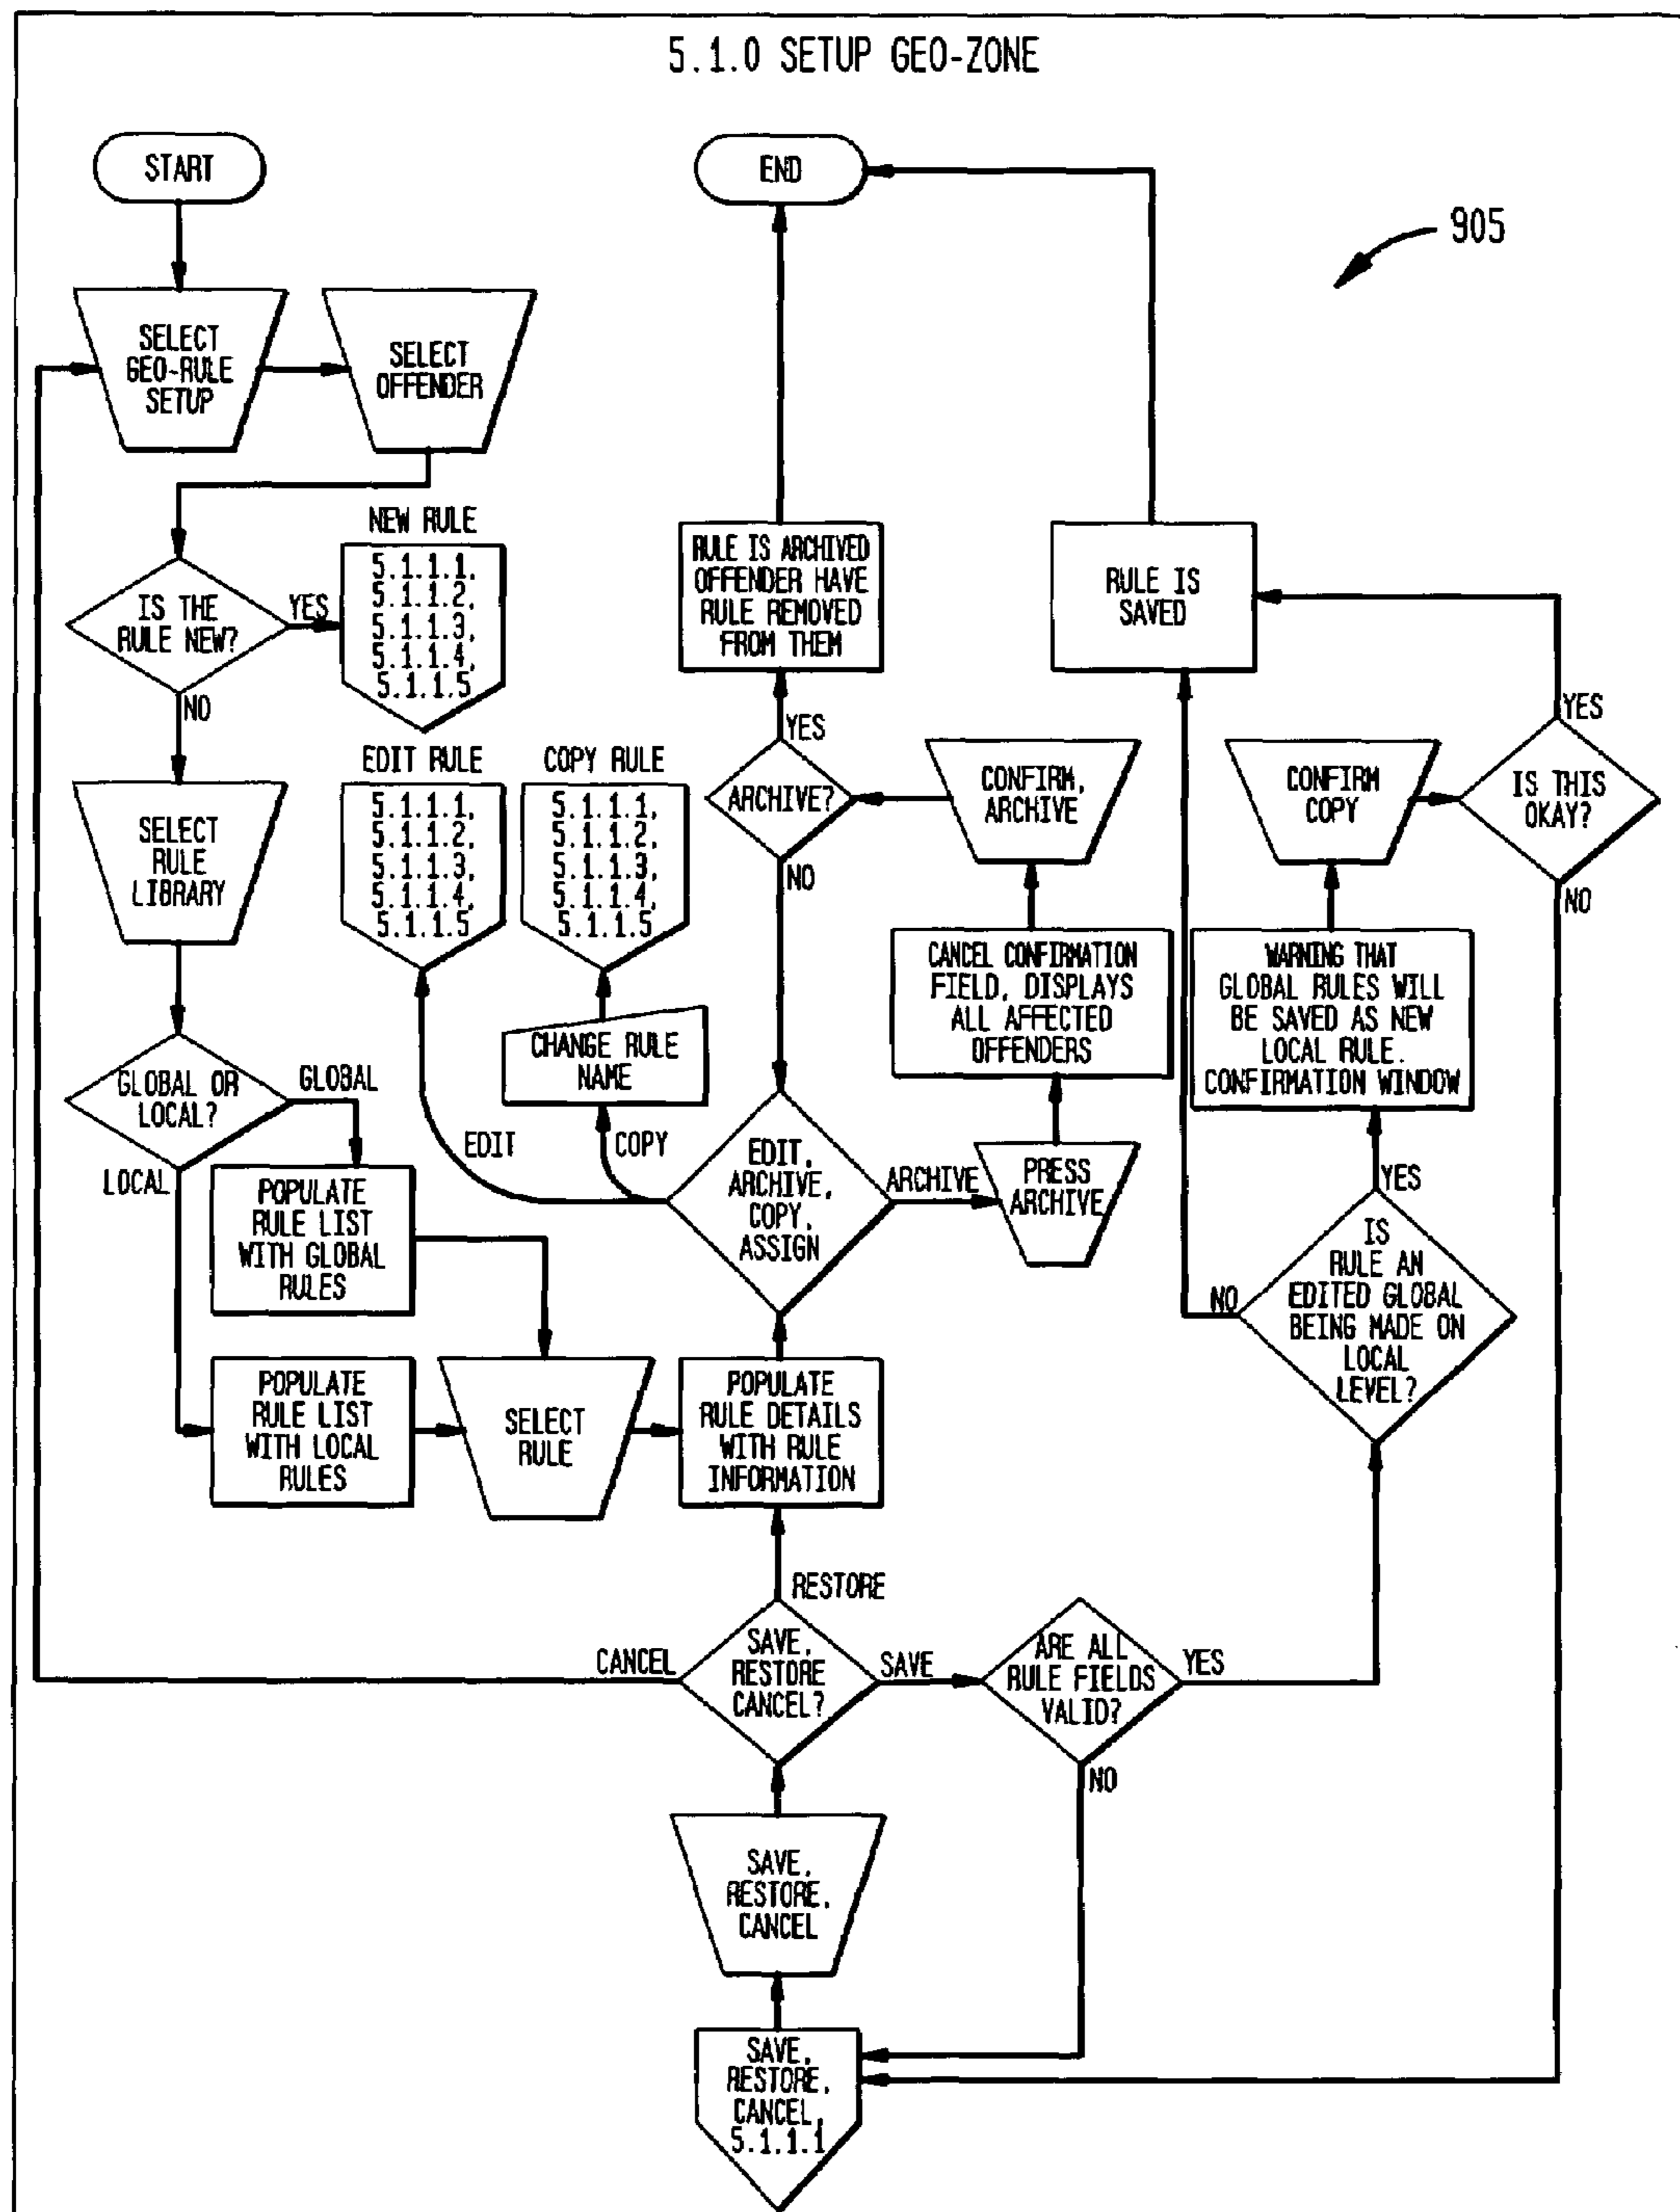 5.1.0 SETUP GEO-ZONE
START
END
905
SELECT
GEO-RULE
SETUP
SELECT
OFFENDER
NEW RULE
5.1.1.1,
5.1.1.2,
5.1.1.3,
5.1.1.4,
5.1.1.5
IS THE
RULE NEW?
YES
NO
RULE IS ARCHIVED
OFFENDER HAVE
RULE REMOVED
FROM THEM
RULE IS
SAVED
EDIT RULE
5.1.1.1,
5.1.1.2,
5.1.1.3,
5.1.1.4,
5.1.1.5
COPY RULE
5.1.1.1,
5.1.1.2,
5.1.1.3,
5.1.1.4,
5.1.1.5
YES
ARCHIVE?
NO
CONFIRM,
ARCHIVE
CONFIRM
COPY
YES
IS THIS
OKAY?
NO
SELECT
RULE
LIBRARY
CANCEL CONFIRMATION
FIELD, DISPLAYS
ALL AFFECTED
OFFENDERS
WARNING THAT
GLOBAL RULES WILL
BE SAVED AS NEW
LOCAL RULE.
CONFIRMATION WINDOW
CHANGE RULE
NAME
GLOBAL OR
LOCAL?
GLOBAL
LOCAL
EDIT
COPY
EDIT,
ARCHIVE,
COPY,
ASSIGN
ARCHIVE
PRESS
ARCHIVE
YES
IS
RULE AN
EDITED GLOBAL
BEING MADE ON
LOCAL
LEVEL?
NO
POPULATE
RULE LIST
WITH GLOBAL
RULES
POPULATE
RULE LIST
WITH LOCAL
RULES
SELECT
RULE
POPULATE
RULE DETAILS
WITH RULE
INFORMATION
RESTORE
CANCEL
SAVE,
RESTORE
CANCEL?
SAVE
ARE ALL
RULE FIELDS
VALID?
YES
NO
SAVE,
RESTORE,
CANCEL
SAVE,
RESTORE,
CANCEL,
5.1.1.1